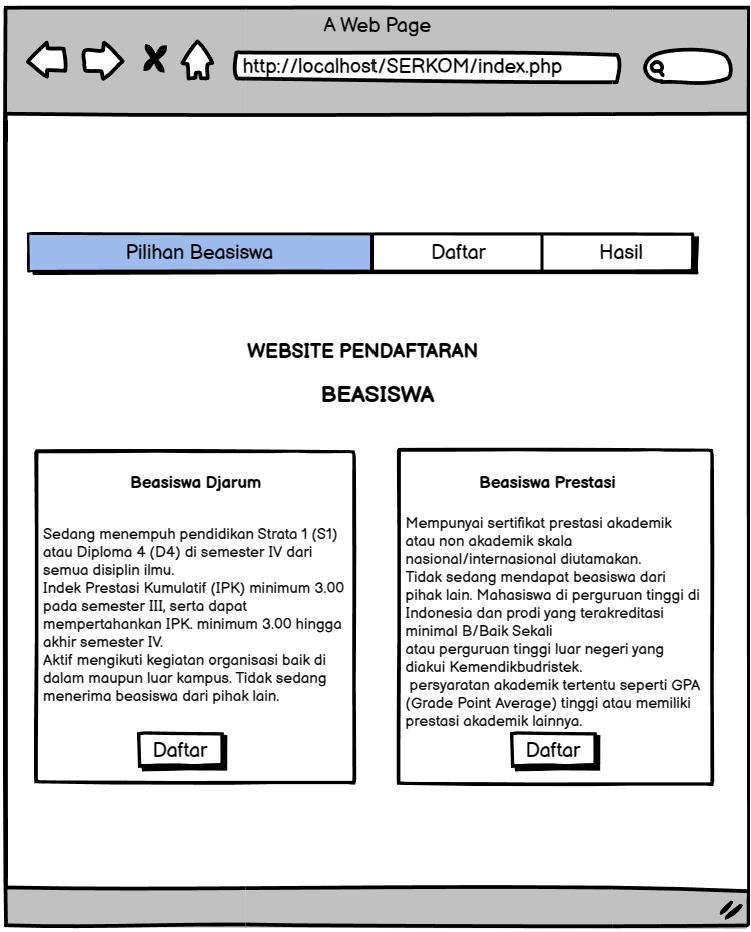 A Web Page
http://localhost/SERKOM/index.php
Pilihan Beasiswa
Daftar
Hasil
WEBSITE PENDAFTARAN
BEASISWA
Beasiswa Djarum
Sedang menempuh pendidikan Strata 1 (S1)
atau Diploma 4 (D4) di semester IV dari
semua disiplin ilmu.
Indek Prestasi Kumulatif (IPK) minimum 3.00
pada semester III, serta dapat
mempertahankan IPK. minimum 3.00 hingga
akhir semester IV.
Aktif mengikuti kegiatan organisasi baik di
dalam maupun luar kampus. Tidak sedang
menerima beasiswa dari pihak lain.
Daftar
Beasiswa Prestasi
Mempunyai sertifikat prestasi akademik
atau non akademik skala
nasional/internasional diutamakan.
Tidak sedang mendapat beasiswa dari
pihak lain. Mahasiswa di perguruan tinggi di
Indonesia dan prodi yang terakreditasi
minimal B/Baik Sekali
atau perguruan tinggi luar negeri yang
diakui Kemendikbudristek.
persyaratan akademik tertentu seperti GPA
(Grade Point Average) tinggi atau memiliki
prestasi akademik lainnya.
Daftar